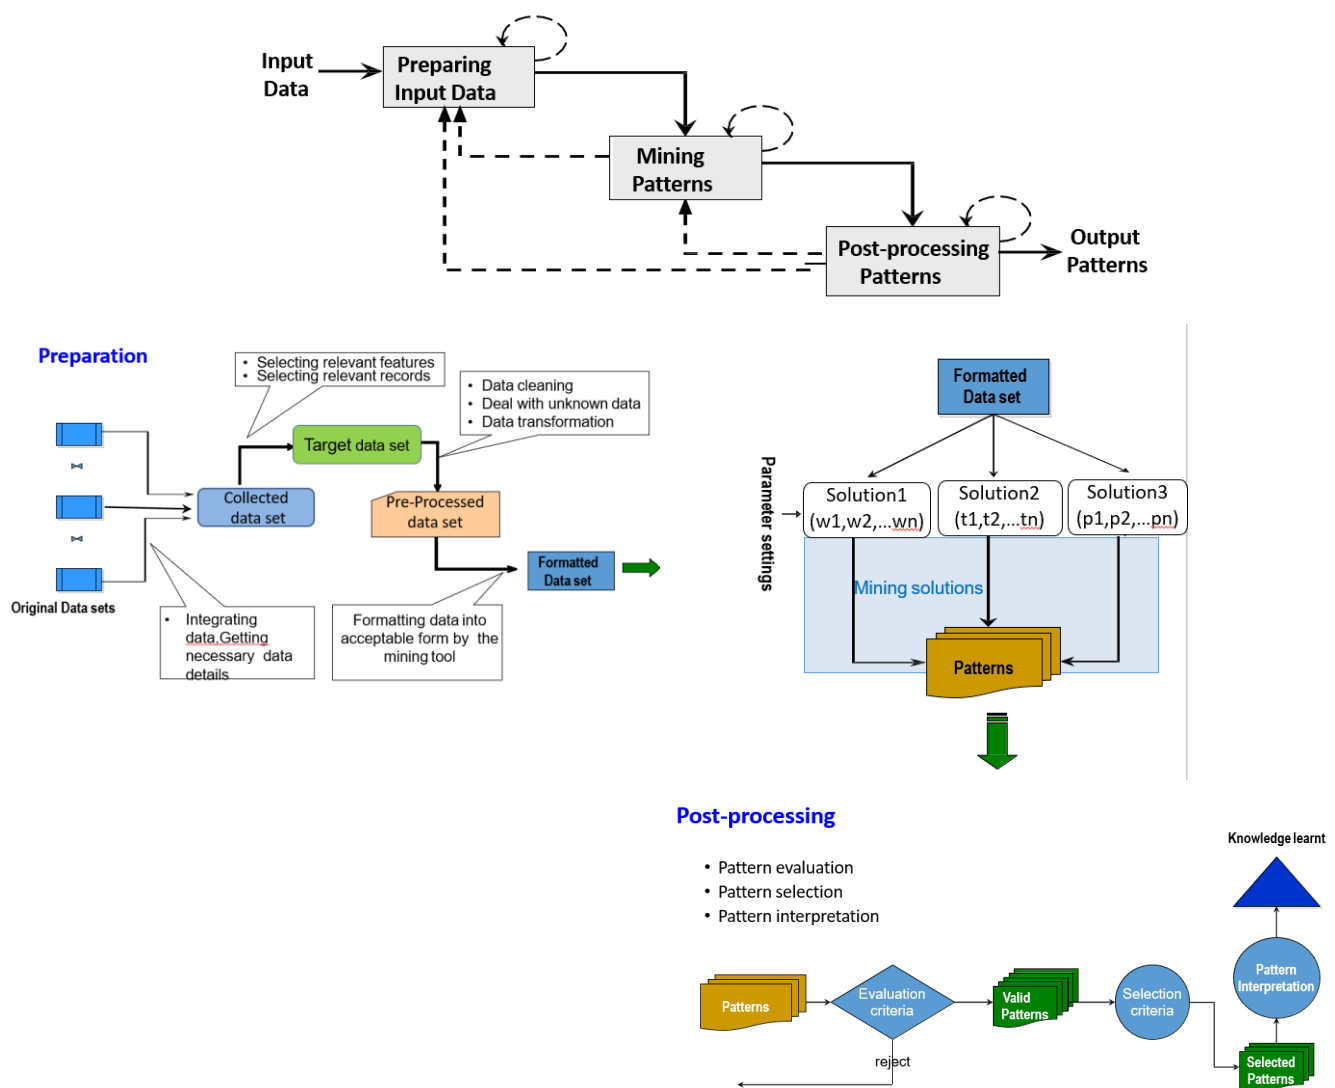 Input
Data
Preparing
Input Data
Mining
Patterns
Post-processing
Patterns
Output
Patterns
Preparation
• Selecting relevant features
• Selecting relevant records
• Data cleaning
• Deal with unknown data
• Data transformation
Target data set
Collected
data set
Pre-Processed
data set
Formatted
Data set
Original Data sets
• Integrating
data,Getting
necessary data
details
Formatting data into
acceptable form by the
mining tool
Formatted
Data set
Parameter settings
Solution1
(w1,w2,...wn)
Solution2
(t1,t2,...tn)
Solution3
(p1,p2,...pn)
Mining solutions
Patterns
Post-processing
• Pattern evaluation
• Pattern selection
• Pattern interpretation
Knowledge learnt
Pattern
Interpretation
Patterns
Evaluation
criteria
Valid
Patterns
Selection
criteria
reject
Selected
Patterns